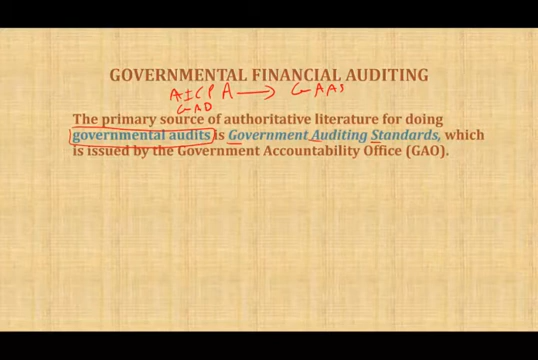 GOVERNMENTAL FINANCIAL AUDITING
AICPA → GAAS
GAO
The primary source of authoritative literature for doing
governmental audits is Government Auditing Standards, which
is issued by the Government Accountability Office (GAO).